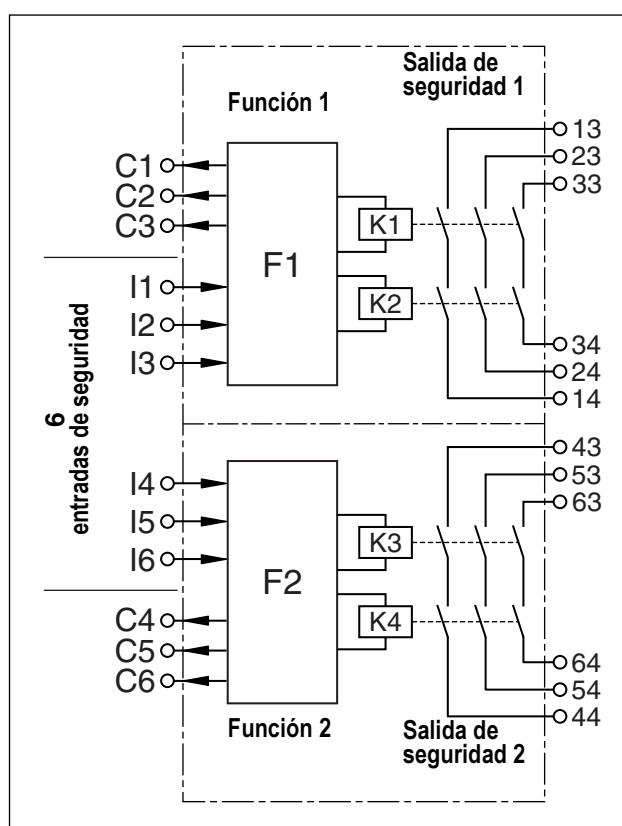 Salida de
seguridad 1
Función 1
13
23
33
C1
C2
C3
K1
F1
I1
I2
I3
K2
34
24
14
6
entradas de seguridad
43
53
63
I4
I5
I6
K3
F2
C4
C5
C6
K4
64
54
44
Función 2
Salida de
seguridad 2